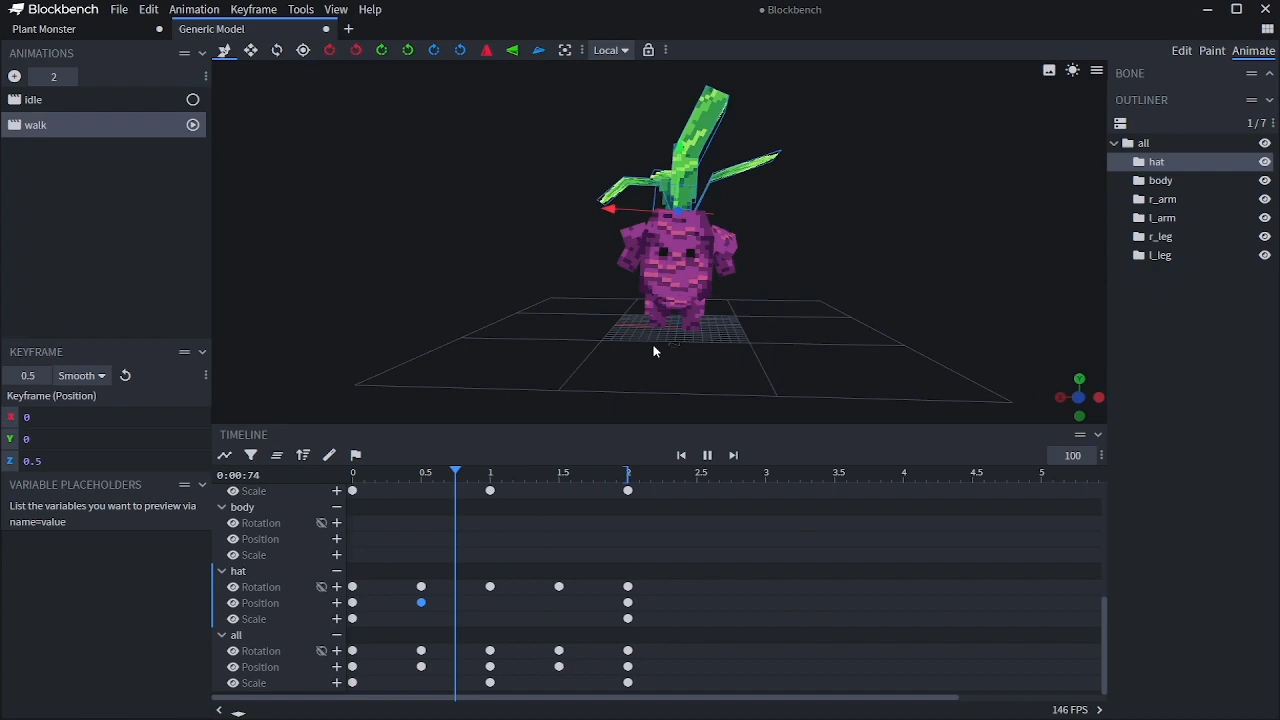 Blockbench File Edit Animation Keyframe Tools View Help
Blockbench
Plant Monster
Generic Model
ANIMATIONS
2
Local
Edit Paint Animate
idle
walk
BONE
OUTLINER
1/7
all
hat
body
r_arm
l_arm
r_leg
l_leg
KEYFRAME
0.5 Smooth
Keyframe (Position)
X 0
Y 0
Z 0.5
VARIABLE PLACEHOLDERS
List the variables you want to preview via
name=value
Y
TIMELINE
100
0:00:74
0 0.5 1 1.5 2 2.5 3 3.5 4 4.5 5
Scale
body
Rotation
Position
Scale
hat
Rotation
Position
Scale
all
Rotation
Position
Scale
146 FPS